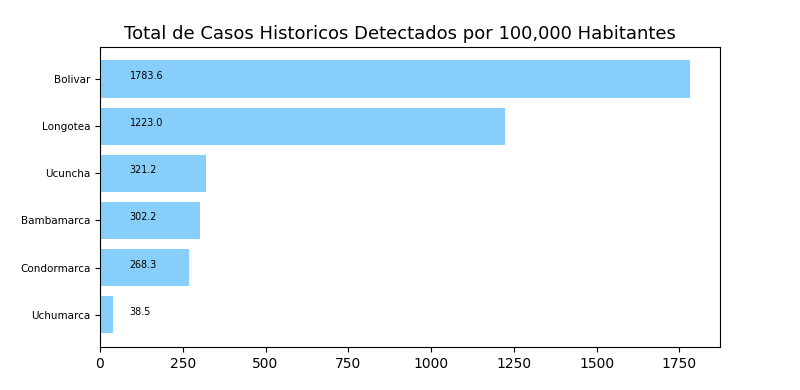 Total de Casos Historicos Detectados por 100,000 Habitantes
Bolivar 1783.6
Longotea 1223.0
Ucuncha 321.2
Bambamarca 302.2
Condormarca 268.3
Uchumarca 38.5
0 250 500 750 1000 1250 1500 1750